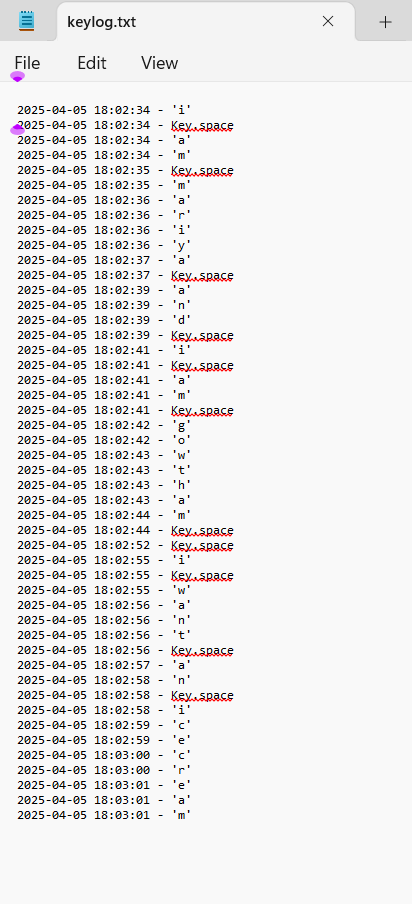 keylog.txt
File Edit View
2025-04-05 18:02:34 - 'i'
2025-04-05 18:02:34 - Key.space
2025-04-05 18:02:34 - 'a'
2025-04-05 18:02:34 - 'm'
2025-04-05 18:02:35 - Key.space
2025-04-05 18:02:35 - 'm'
2025-04-05 18:02:36 - 'a'
2025-04-05 18:02:36 - 'r'
2025-04-05 18:02:36 - 'i'
2025-04-05 18:02:36 - 'y'
2025-04-05 18:02:37 - 'a'
2025-04-05 18:02:37 - Key.space
2025-04-05 18:02:39 - 'a'
2025-04-05 18:02:39 - 'n'
2025-04-05 18:02:39 - 'd'
2025-04-05 18:02:39 - Key.space
2025-04-05 18:02:41 - 'i'
2025-04-05 18:02:41 - Key.space
2025-04-05 18:02:41 - 'a'
2025-04-05 18:02:41 - 'm'
2025-04-05 18:02:41 - Key.space
2025-04-05 18:02:42 - 'g'
2025-04-05 18:02:42 - 'o'
2025-04-05 18:02:43 - 'w'
2025-04-05 18:02:43 - 't'
2025-04-05 18:02:43 - 'h'
2025-04-05 18:02:43 - 'a'
2025-04-05 18:02:44 - 'm'
2025-04-05 18:02:44 - Key.space
2025-04-05 18:02:52 - Key.space
2025-04-05 18:02:55 - 'i'
2025-04-05 18:02:55 - Key.space
2025-04-05 18:02:55 - 'w'
2025-04-05 18:02:56 - 'a'
2025-04-05 18:02:56 - 'n'
2025-04-05 18:02:56 - 't'
2025-04-05 18:02:56 - Key.space
2025-04-05 18:02:57 - 'a'
2025-04-05 18:02:58 - 'n'
2025-04-05 18:02:58 - Key.space
2025-04-05 18:02:58 - 'i'
2025-04-05 18:02:59 - 'c'
2025-04-05 18:02:59 - 'e'
2025-04-05 18:03:00 - 'c'
2025-04-05 18:03:00 - 'r'
2025-04-05 18:03:01 - 'e'
2025-04-05 18:03:01 - 'a'
2025-04-05 18:03:01 - 'm'